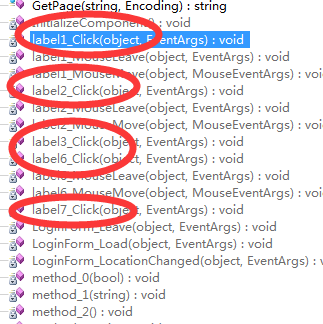 GetPage(string, Encoding) : string
InitializeComponent() : void
label1_Click(object, EventArgs) : void
label1_MouseLeave(object, EventArgs) : void
label1_MouseMove(object, MouseEventArgs) : void
label2_Click(object, EventArgs) : void
label2_MouseLeave(object, EventArgs) : void
label2_MouseMove(object, MouseEventArgs) : void
label3_Click(object, EventArgs) : void
label6_Click(object, EventArgs) : void
label6_MouseLeave(object, EventArgs) : void
label6_MouseMove(object, MouseEventArgs) : void
label7_Click(object, EventArgs) : void
LoginForm_Leave(object, EventArgs) : void
LoginForm_Load(object, EventArgs) : void
LoginForm_LocationChanged(object, EventArgs) : void
method_0(bool) : void
method_1(string) : void
method_2() : void